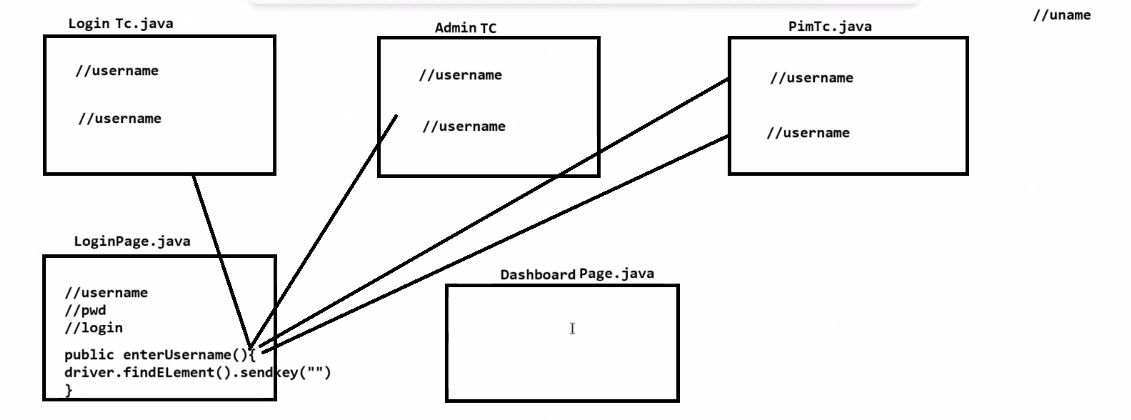 //uname
Login Tc.java
//username
//username
Admin TC
//username
//username
PimTc.java
//username
//username
LoginPage.java
//username
//pwd
//login
public enterUsername(){
driver.findELement().sendkey("")
}
Dashboard Page.java